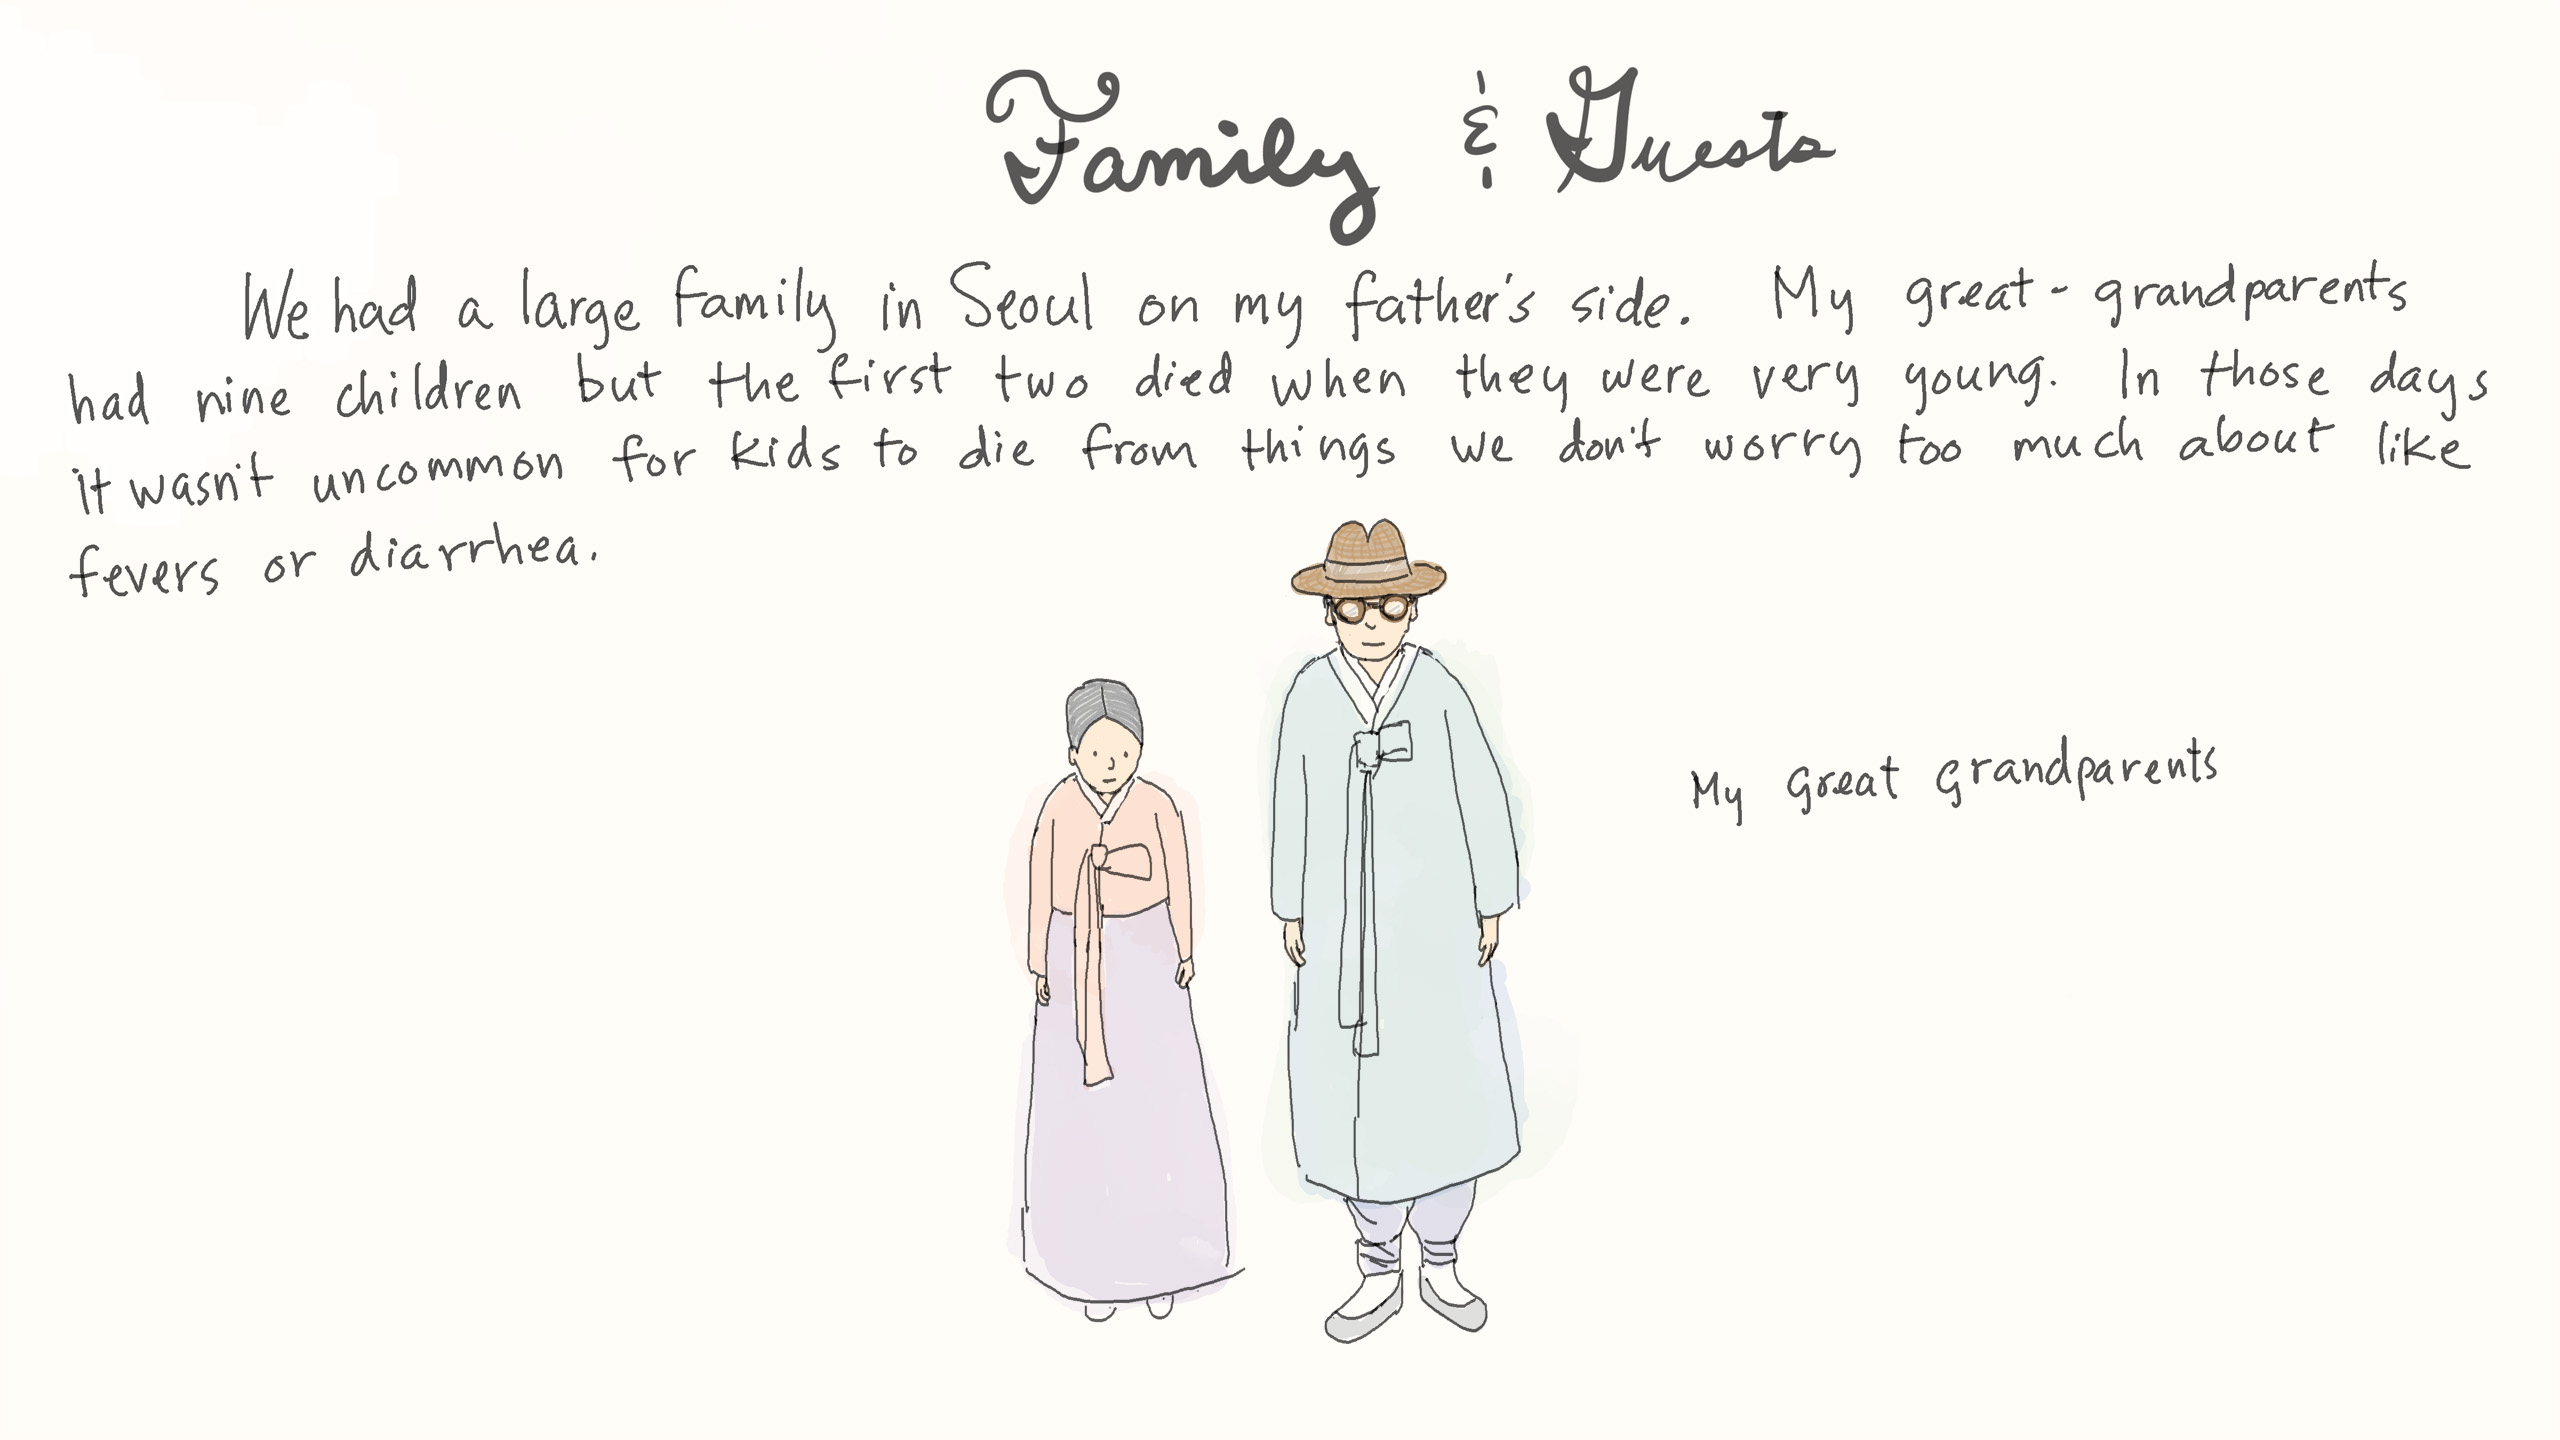 Family & Guests
We had a large family in Seoul on my father's side. My great-grandparents
had nine children but the first two died when they were very young. In those days
it wasn't uncommon for kids to die from things we don't worry too much about like
fevers or diarrhea.
My Great Grandparents